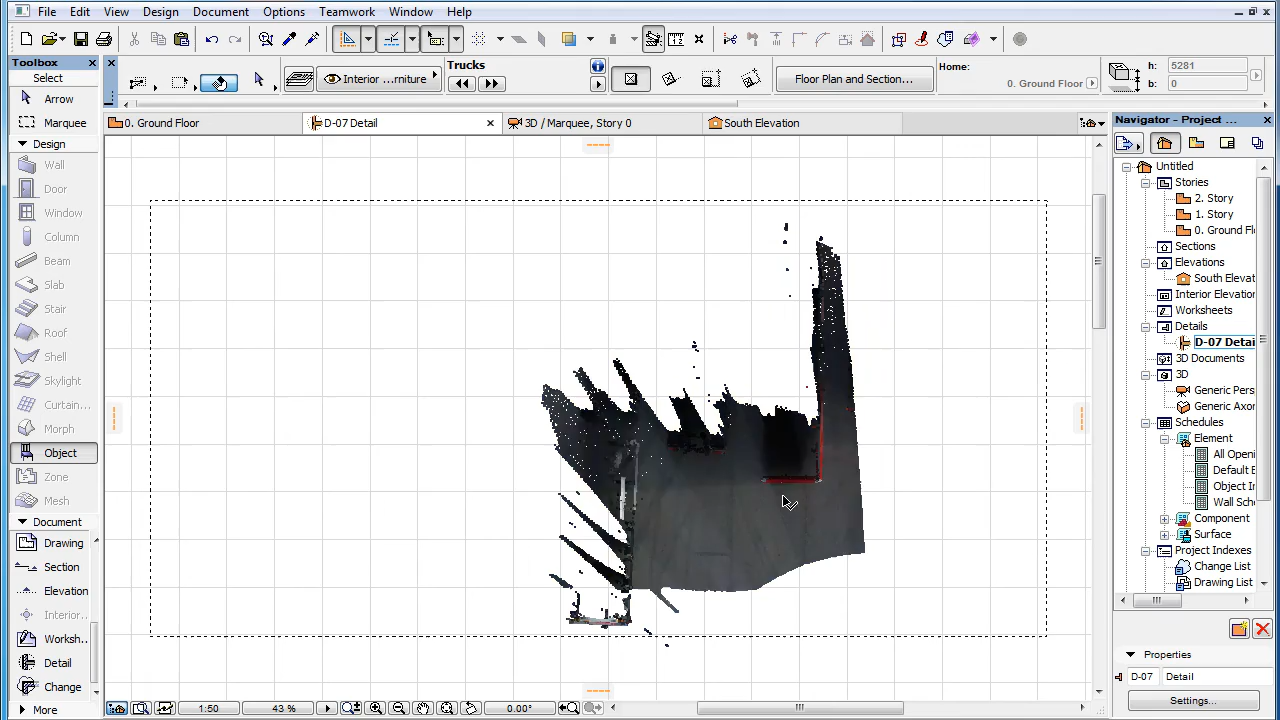 File Edit View Design Document Options Teamwork Window Help
Toolbox
Select
Arrow
Marquee
Design
Wall
Door
Window
Column
Beam
Slab
Stair
Roof
Shell
Skylight
Curtain...
Morph
Object
Zone
Mesh
Document
Drawing
Section
Elevation
Interior...
Worksh...
Detail
Change
More
Interior ...rniture
Trucks
Floor Plan and Section...
Home:
0. Ground Floor
h: 5281
b: 0
0. Ground Floor
D-07 Detail
3D / Marquee, Story 0
South Elevation
1:50
43 %
0.00°
Navigator - Project ...
Untitled
Stories
2. Story
1. Story
0. Ground Fl
Sections
Elevations
South Elevat
Interior Elevation
Worksheets
Details
D-07 Detai
3D Documents
3D
Generic Pers
Generic Axor
Schedules
Element
All Openi
Default E
Object In
Wall Sche
Component
Surface
Project Indexes
Change List
Drawing List
Properties
D-07 Detail
Settings...